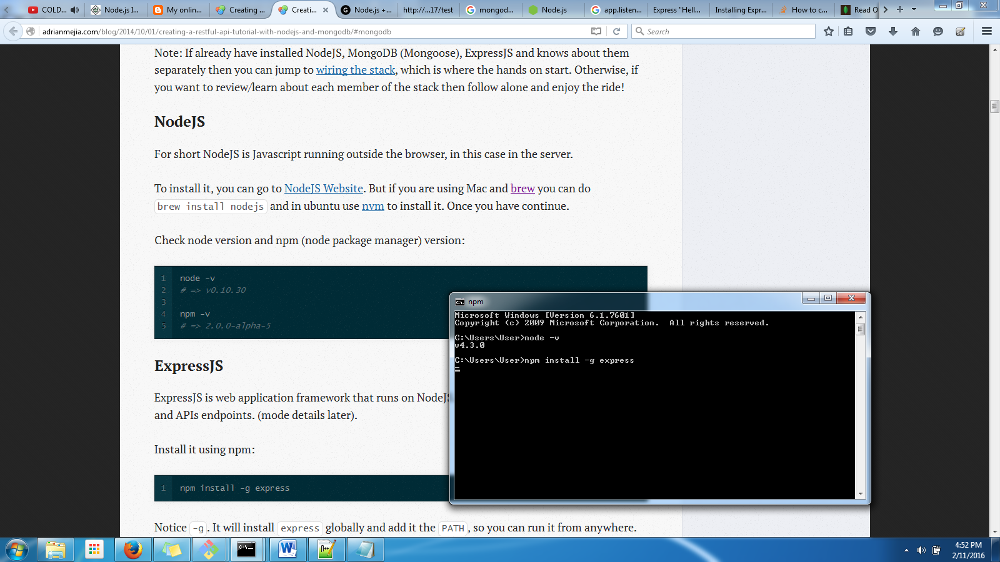 COLD...
Node.js I...
My onlin...
Creating ...
Creati...
Node.js +...
http://...17/test
mongod...
Node.js
app.listen...
Express "Hell...
Installing Expr...
How to c...
Read O
adrianmejia.com/blog/2014/10/01/creating-a-restful-api-tutorial-with-nodejs-and-mongodb/#mongodb
Search
Note: If already have installed NodeJS, MongoDB (Mongoose), ExpressJS and knows about them
separately then you can jump to wiring the stack, which is where the hands on start. Otherwise, if
you want to review/learn about each member of the stack then follow alone and enjoy the ride!
NodeJS
For short NodeJS is Javascript running outside the browser, in this case in the server.
To install it, you can go to NodeJS Website. But if you are using Mac and brew you can do
brew install nodejs and in ubuntu use nvm to install it. Once you have continue.
Check node version and npm (node package manager) version:
1 node -v
2 # => v0.10.30
3
4 npm -v
5 # => 2.0.0-alpha-5
ExpressJS
ExpressJS is web application framework that runs on NodeJS
and APIs endpoints. (mode details later).
Install it using npm:
1 npm install -g express
Notice -g. It will install express globally and add it the PATH, so you can run it from anywhere.
npm
Microsoft Windows [Version 6.1.7601]
Copyright (c) 2009 Microsoft Corporation. All rights reserved.
C:\Users\User>node -v
v4.3.0
C:\Users\User>npm install -g express
4:52 PM
2/11/2016